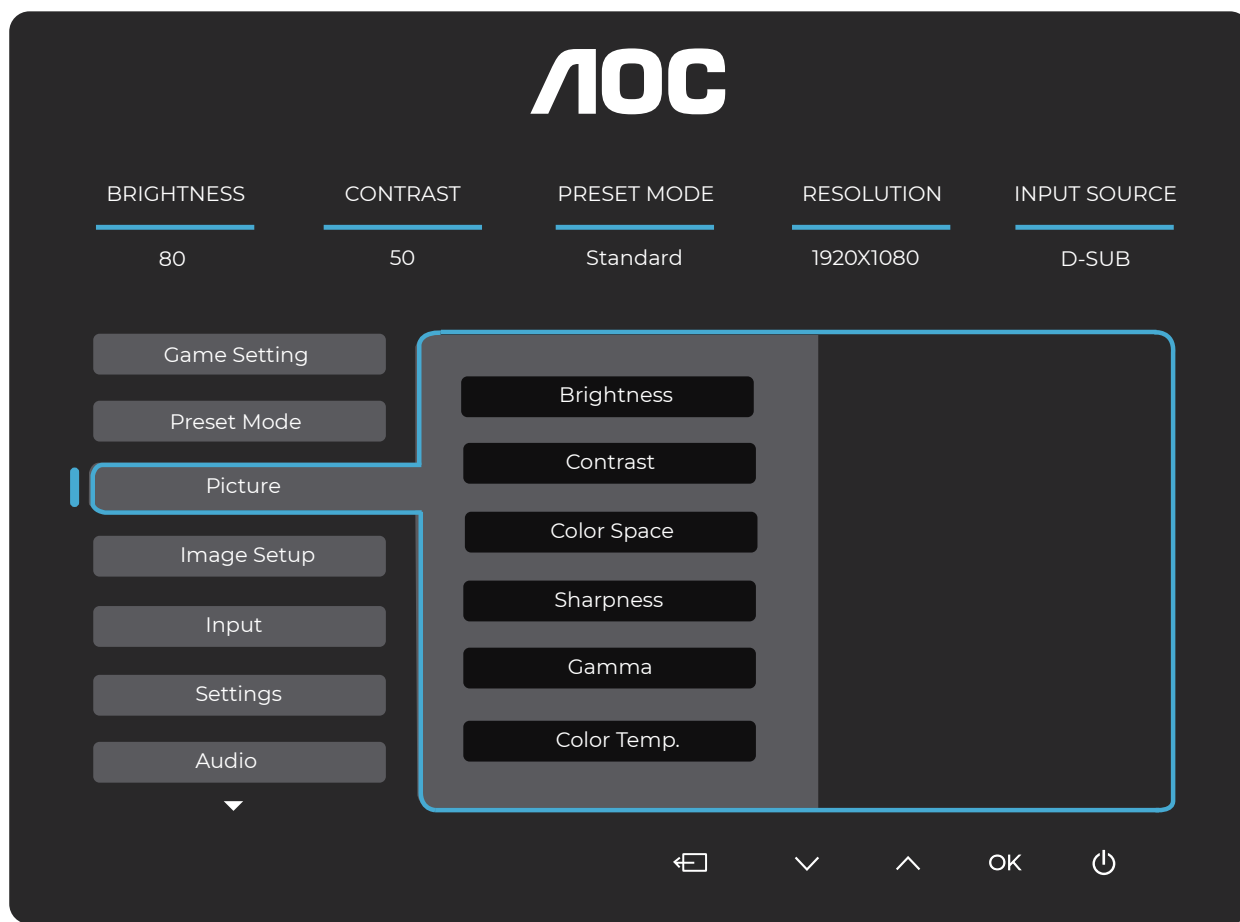 AOC
BRIGHTNESS CONTRAST PRESET MODE RESOLUTION INPUT SOURCE
80 50 Standard 1920X1080 D-SUB
Game Setting
Preset Mode
Picture
Image Setup
Input
Settings
Audio
Brightness
Contrast
Color Space
Sharpness
Gamma
Color Temp.
OK